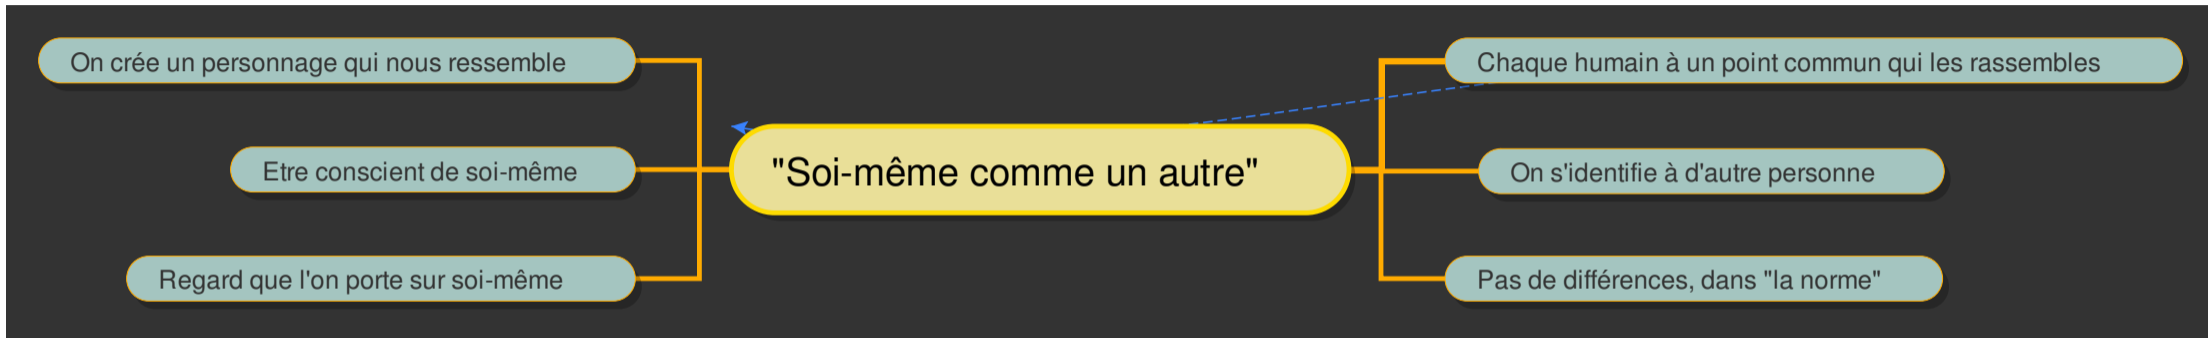 On crée un personnage qui nous ressemble
Etre conscient de soi-même
Regard que l'on porte sur soi-même
"Soi-même comme un autre"
Chaque humain à un point commun qui les rassembles
On s'identifie à d'autre personne
Pas de différences, dans "la norme"